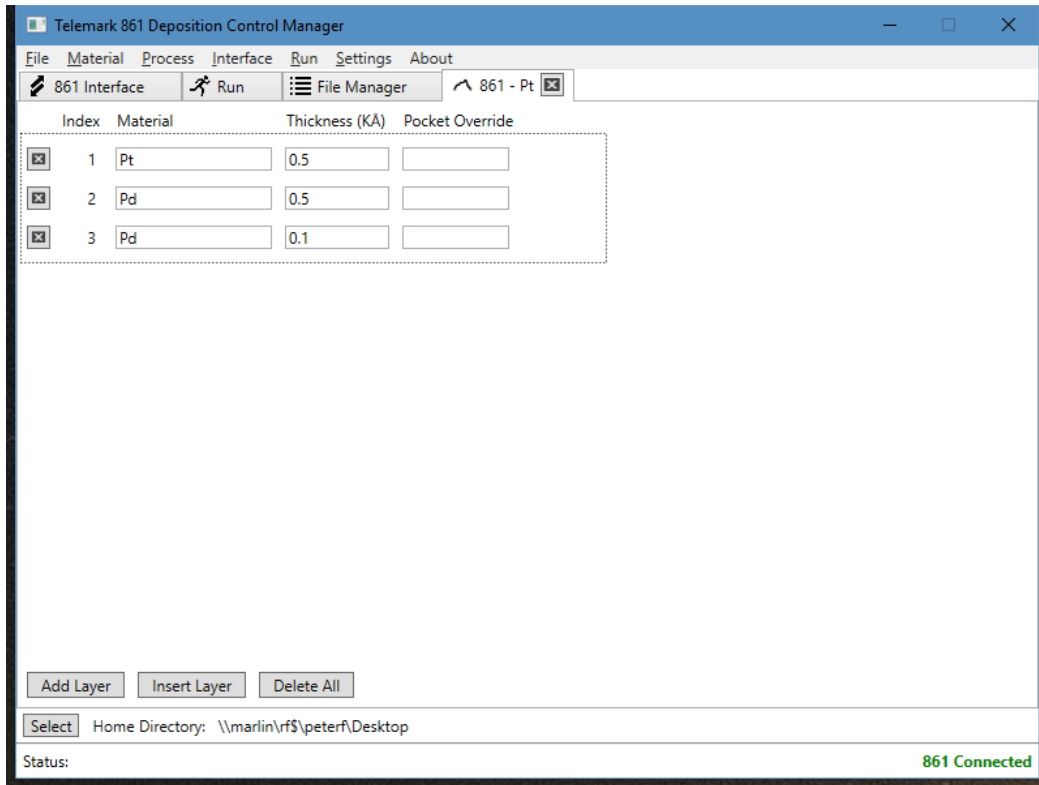 Telemark 861 Deposition Control Manager
File Material Process Interface Run Settings About
861 Interface Run File Manager 861 - Pt
Index Material Thickness (KÅ) Pocket Override
1 Pt 0.5
2 Pd 0.5
3 Pd 0.1
Add Layer Insert Layer Delete All
Select Home Directory: \\marlin\rf$\peterf\Desktop
Status: 861 Connected